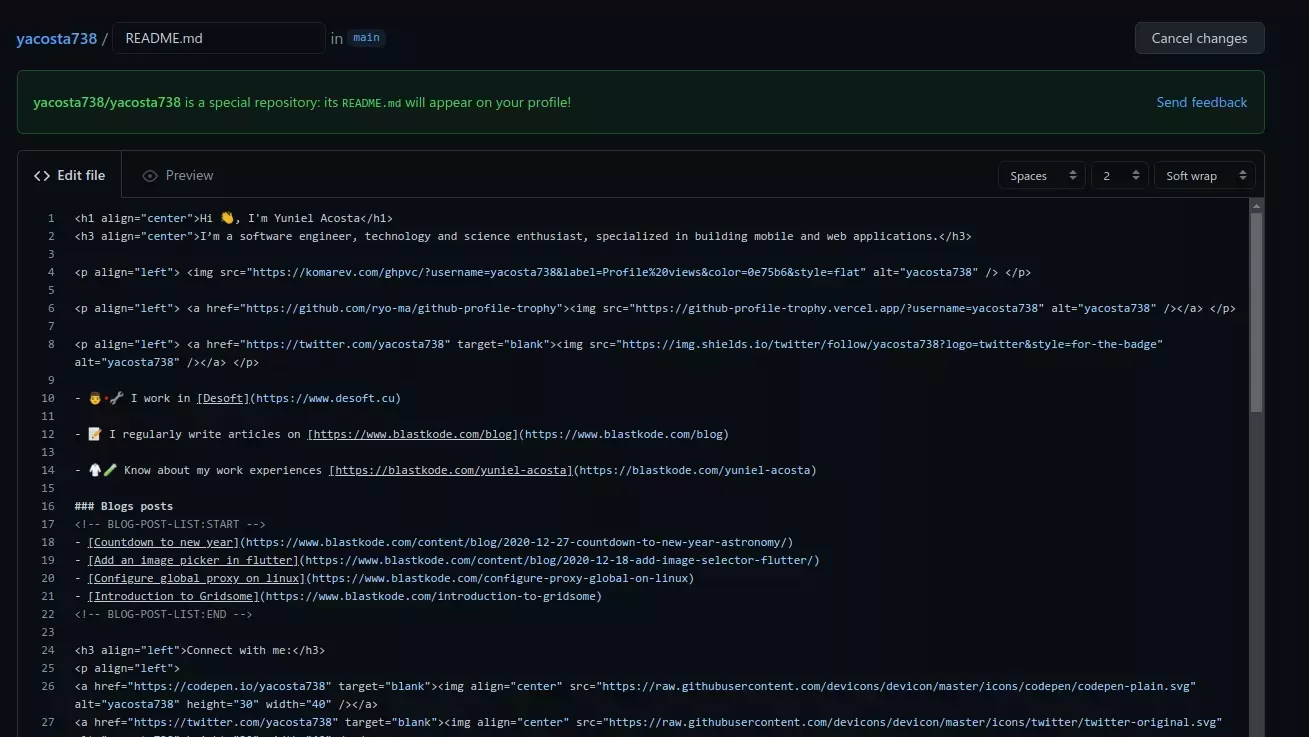 yacosta738 / README.md in main Cancel changes
yacosta738/yacosta738 is a special repository: its README.md will appear on your profile! Send feedback
<> Edit file Preview Spaces 2 Soft wrap
1 <h1 align="center">Hi 👋, I'm Yuniel Acosta</h1>
2 <h3 align="center">I’m a software engineer, technology and science enthusiast, specialized in building mobile and web applications.</h3>
3
4 <p align="left"> <img src="https://komarev.com/ghpvc/?username=yacosta738&label=Profile%20views&color=0e75b6&style=flat" alt="yacosta738" /> </p>
5
6 <p align="left"> <a href="https://github.com/ryo-ma/github-profile-trophy"><img src="https://github-profile-trophy.vercel.app/?username=yacosta738" alt="yacosta738" /></a> </p>
7
8 <p align="left"> <a href="https://twitter.com/yacosta738" target="blank"><img src="https://img.shields.io/twitter/follow/yacosta738?logo=twitter&style=for-the-badge"
alt="yacosta738" /></a> </p>
9
10 - 👨‍🔧 I work in [Desoft](https://www.desoft.cu)
11
12 - 📝 I regularly write articles on [https://www.blastkode.com/blog](https://www.blastkode.com/blog)
13
14 - 🥼🧪 Know about my work experiences [https://blastkode.com/yuniel-acosta](https://blastkode.com/yuniel-acosta)
15
16 ### Blogs posts
17 <!-- BLOG-POST-LIST:START -->
18 - [Countdown to new year](https://www.blastkode.com/content/blog/2020-12-27-countdown-to-new-year-astronomy/)
19 - [Add an image picker in flutter](https://www.blastkode.com/content/blog/2020-12-18-add-image-selector-flutter/)
20 - [Configure global proxy on linux](https://www.blastkode.com/configure-proxy-global-on-linux)
21 - [Introduction to Gridsome](https://www.blastkode.com/introduction-to-gridsome)
22 <!-- BLOG-POST-LIST:END -->
23
24 <h3 align="left">Connect with me:</h3>
25 <p align="left">
26 <a href="https://codepen.io/yacosta738" target="blank"><img align="center" src="https://raw.githubusercontent.com/devicons/devicon/master/icons/codepen/codepen-plain.svg"
alt="yacosta738" height="30" width="40" /></a>
27 <a href="https://twitter.com/yacosta738" target="blank"><img align="center" src="https://raw.githubusercontent.com/devicons/devicon/master/icons/twitter/twitter-original.svg"